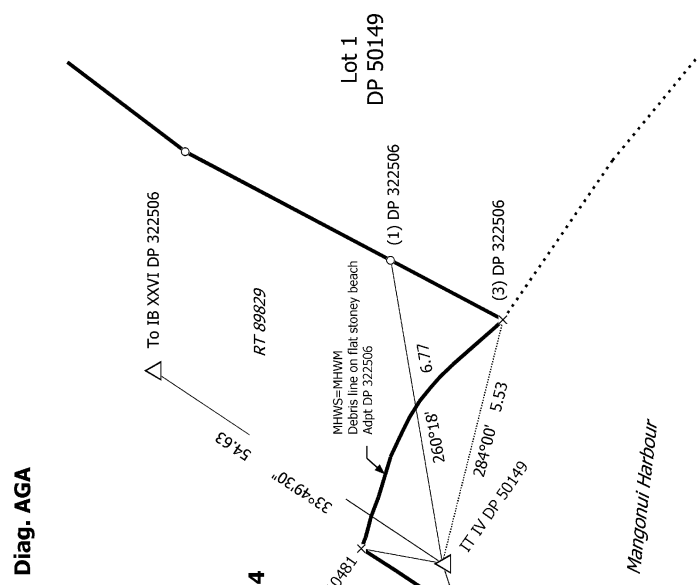 Diag. AGA
To IB XXVI DP 322506
RT 89829
Lot 1
DP 50149
(1) DP 322506
(3) DP 322506
MHWS=MHWM
Debris line on flat stoney beach
Adpt DP 322506
54.63
33°49'30"
6.77
260°18'
5.53
284°00'
IT IV DP 50149
0481
4
Mangonui Harbour